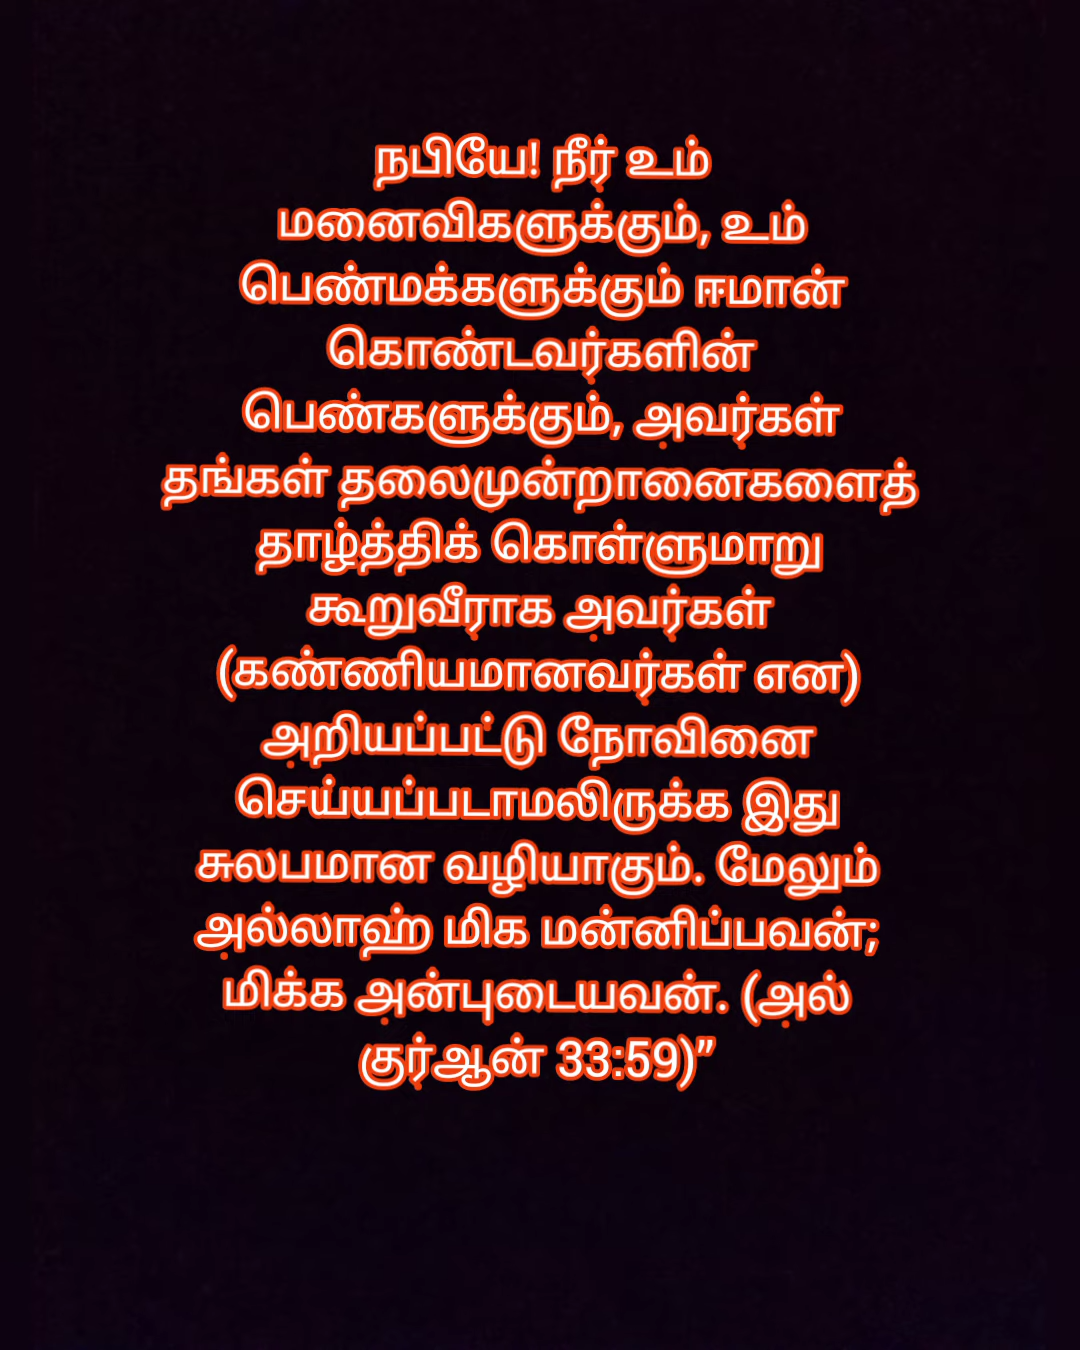 நபியே! நீர் உம்
மனைவிகளுக்கும், உம்
பெண்மக்களுக்கும் ஈமான்
கொண்டவர்களின்
பெண்களுக்கும், அவர்கள்
தங்கள் தலைமுன்றானைகளைத்
தாழ்த்திக் கொள்ளுமாறு
கூறுவீராக அவர்கள்
(கண்ணியமானவர்கள் என)
அறியப்பட்டு நோவினை
செய்யப்படாமலிருக்க இது
சுலபமான வழியாகும். மேலும்
அல்லாஹ் மிக மன்னிப்பவன்;
மிக்க அன்புடையவன். (அல்
குர்ஆன் 33:59)”